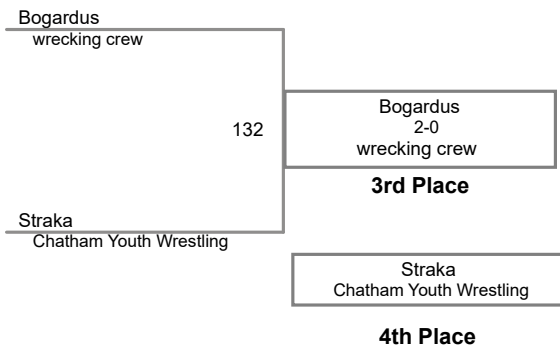 Bogardus
wrecking crew
132
Bogardus
2-0
wrecking crew
3rd Place
Straka
Chatham Youth Wrestling
Straka
Chatham Youth Wrestling
4th Place